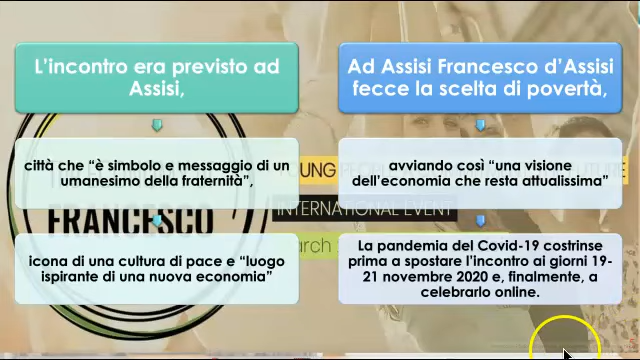 L'incontro era previsto ad
Assisi,
città che "è simbolo e messaggio di un
umanesimo della fraternità",
icona di una cultura di pace e "luogo
ispirante di una nuova economia"
Ad Assisi Francesco d'Assisi
fecce la scelta di povertà,
avviando così "una visione
dell'economia che resta attualissima"
La pandemia del Covid-19 costrinse
prima a spostare l'incontro ai giorni 19-
21 novembre 2020 e, finalmente, a
celebrarlo online.
FRANCESCO
INTERNATIONAL EVENT